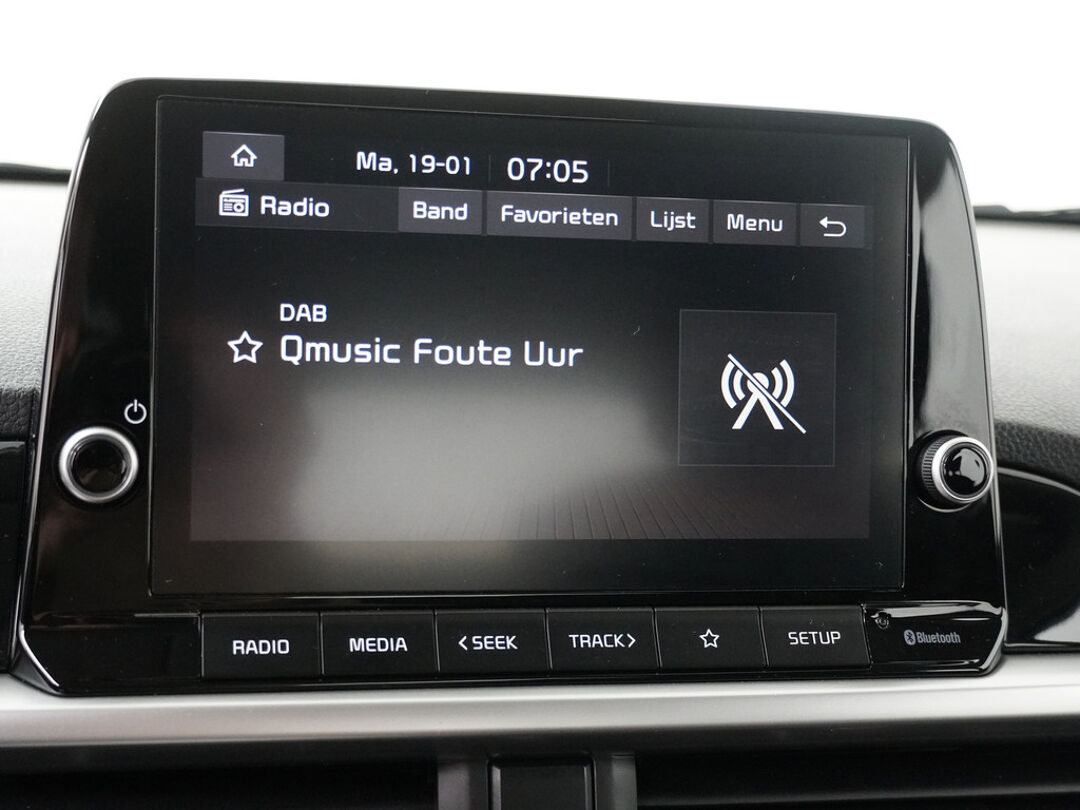 Ma, 19-01 07:05
Radio Band Favorieten Lijst Menu
DAB
Qmusic Foute Uur
RADIO MEDIA <SEEK TRACK> SETUP Bluetooth